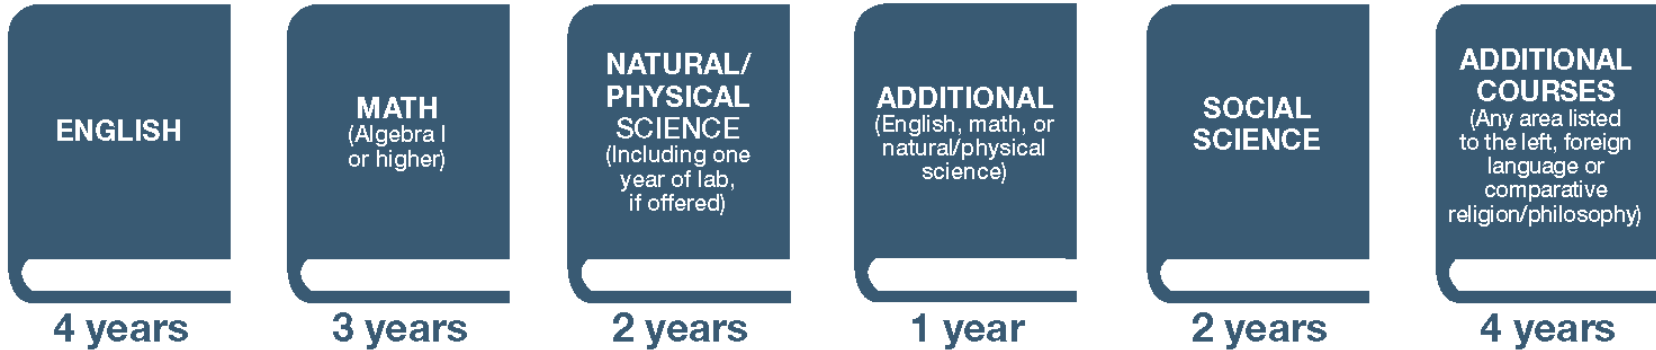 ENGLISH
4 years
MATH
(Algebra I
or higher)
3 years
NATURAL/
PHYSICAL
SCIENCE
(Including one
year of lab,
if offered)
2 years
ADDITIONAL
(English, math, or
natural/physical
science)
1 year
SOCIAL
SCIENCE
2 years
ADDITIONAL
COURSES
(Any area listed
to the left, foreign
language or
comparative
religion/philosophy)
4 years